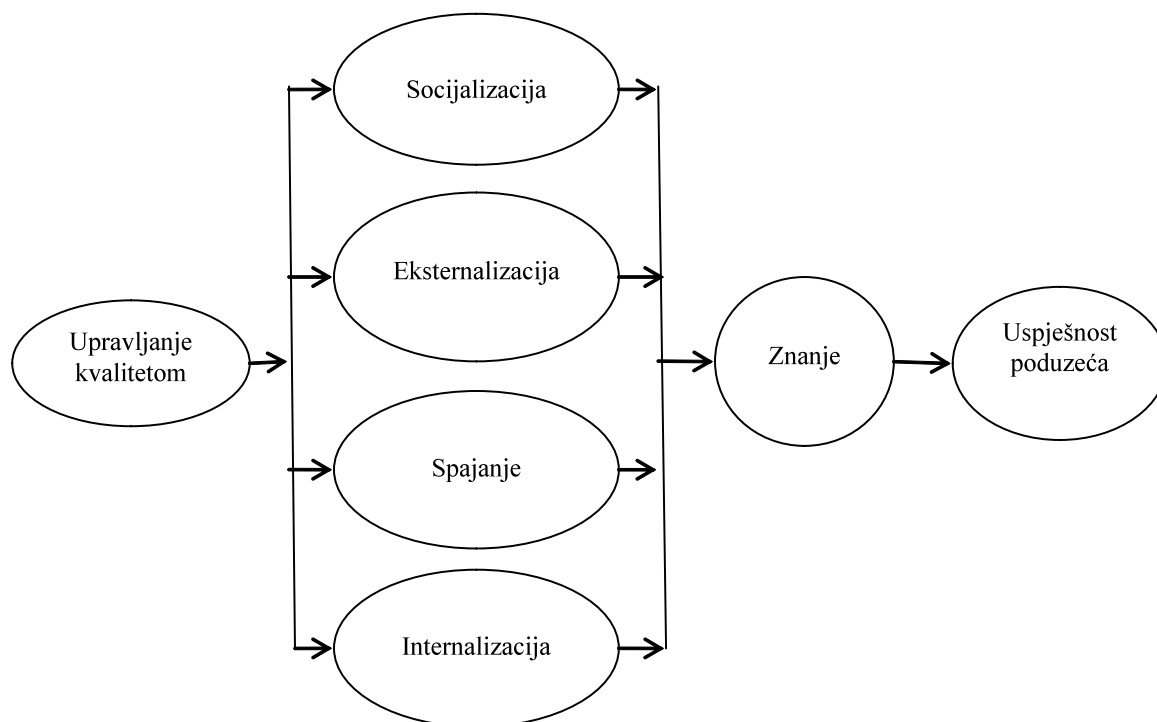 Socijalizacija
Eksternalizacija
Upravljanje
kvalitetom
Znanje
Uspješnost
poduzeća
Spajanje
Internalizacija